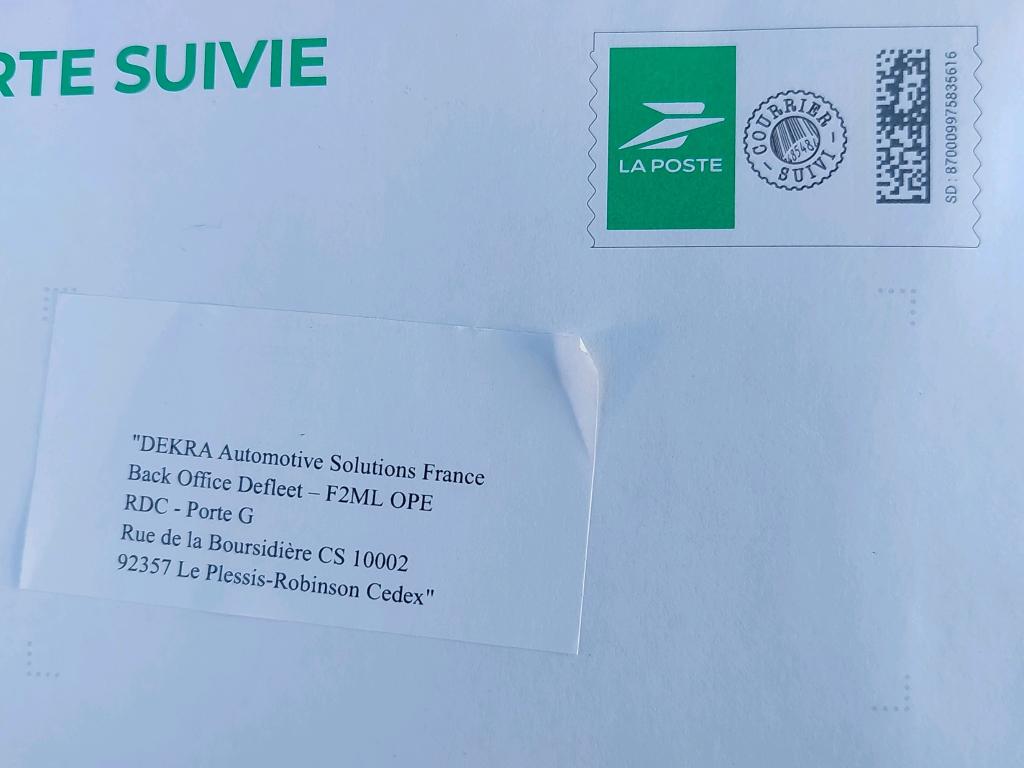 RTE SUIVIE
LA POSTE
COURRIER
SUIVI
SD : 870009975835616
"DEKRA Automotive Solutions France
Back Office Defleet – F2ML OPE
RDC - Porte G
Rue de la Boursidière CS 10002
92357 Le Plessis-Robinson Cedex"